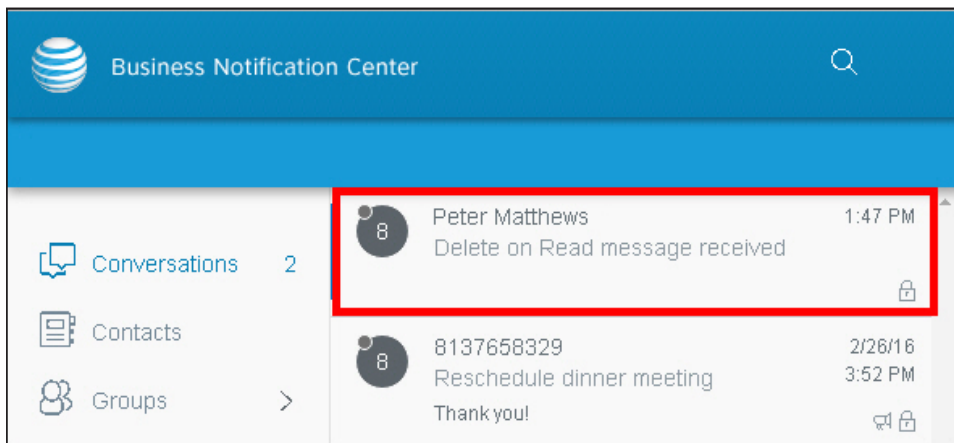 Business Notification Center
Conversations 2
Contacts
Groups
8
Peter Matthews
1:47 PM
Delete on Read message received
8
8137658329
2/26/16
Reschedule dinner meeting
3:52 PM
Thank you!